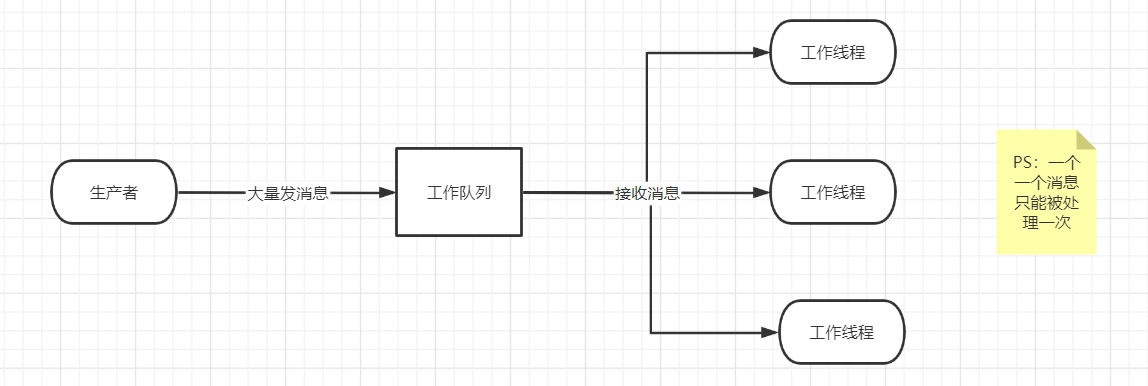 工作线程
生产者
大量发消息
工作队列
接收消息
工作线程
PS：一个
一个消息
只能被处
理一次
工作线程